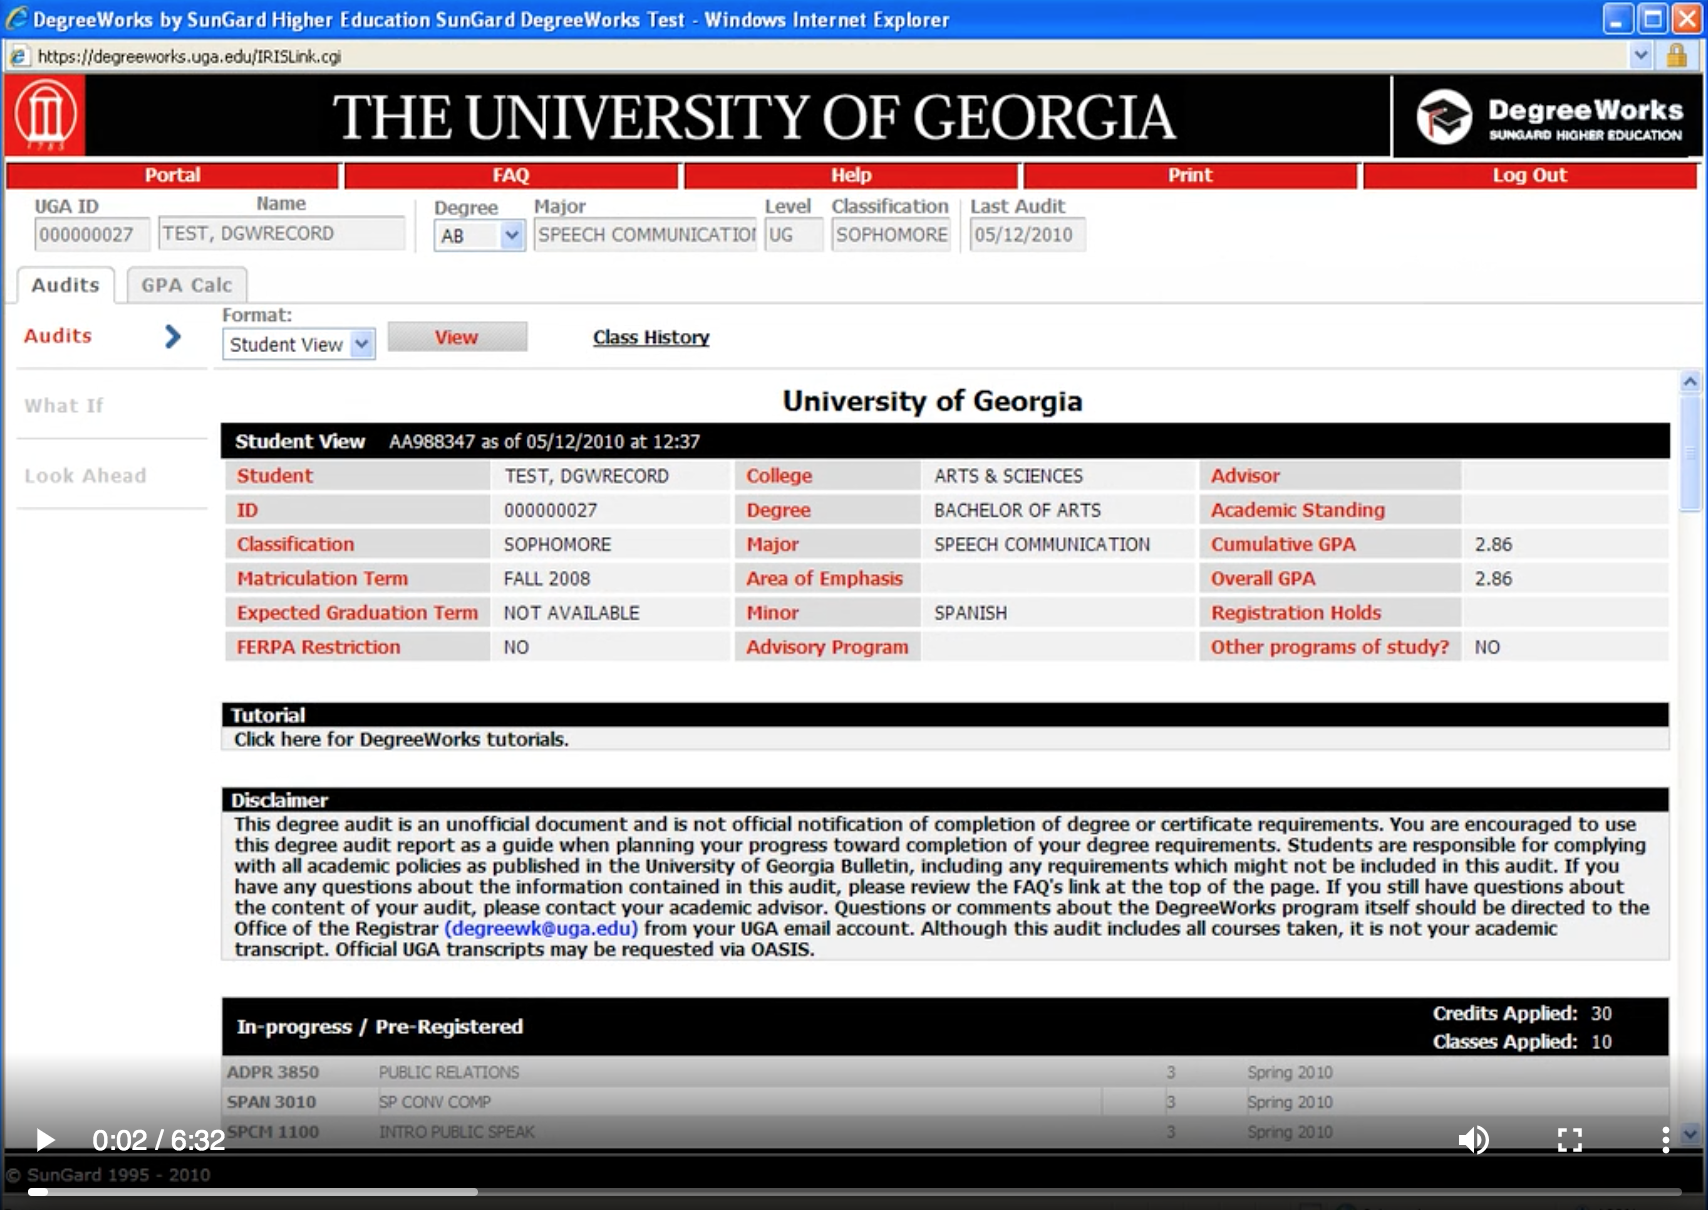 DegreeWorks by SunGard Higher Education SunGard DegreeWorks Test - Windows Internet Explorer
https://degreeworks.uga.edu/IRISLink.cgi
1785
THE UNIVERSITY OF GEORGIA
DegreeWorks
SUNGARD HIGHER EDUCATION
Portal FAQ Help Print Log Out
UGA ID Name Degree Major Level Classification Last Audit
000000027 TEST, DGWRECORD AB SPEECH COMMUNICATION UG SOPHOMORE 05/12/2010
Audits GPA Calc
Format:
Audits Student View View Class History
What If
Look Ahead
University of Georgia
Student View AA988347 as of 05/12/2010 at 12:37
Student TEST, DGWRECORD College ARTS & SCIENCES Advisor
ID 000000027 Degree BACHELOR OF ARTS Academic Standing
Classification SOPHOMORE Major SPEECH COMMUNICATION Cumulative GPA 2.86
Matriculation Term FALL 2008 Area of Emphasis Overall GPA 2.86
Expected Graduation Term NOT AVAILABLE Minor SPANISH Registration Holds
FERPA Restriction NO Advisory Program Other programs of study? NO
Tutorial
Click here for DegreeWorks tutorials.
Disclaimer
This degree audit is an unofficial document and is not official notification of completion of degree or certificate requirements. You are encouraged to use
this degree audit report as a guide when planning your progress toward completion of your degree requirements. Students are responsible for complying
with all academic policies as published in the University of Georgia Bulletin, including any requirements which might not be included in this audit. If you
have any questions about the information contained in this audit, please review the FAQ's link at the top of the page. If you still have questions about
the content of your audit, please contact your academic advisor. Questions or comments about the DegreeWorks program itself should be directed to the
Office of the Registrar (degreewk@uga.edu) from your UGA email account. Although this audit includes all courses taken, it is not your academic
transcript. Official UGA transcripts may be requested via OASIS.
In-progress / Pre-Registered
Credits Applied: 30
Classes Applied: 10
ADPR 3850 PUBLIC RELATIONS 3 Spring 2010
SPAN 3010 SP CONV COMP 3 Spring 2010
SPCM 1100 INTRO PUBLIC SPEAK 3 Spring 2010
0:02 / 6:32
© SunGard 1995 - 2010